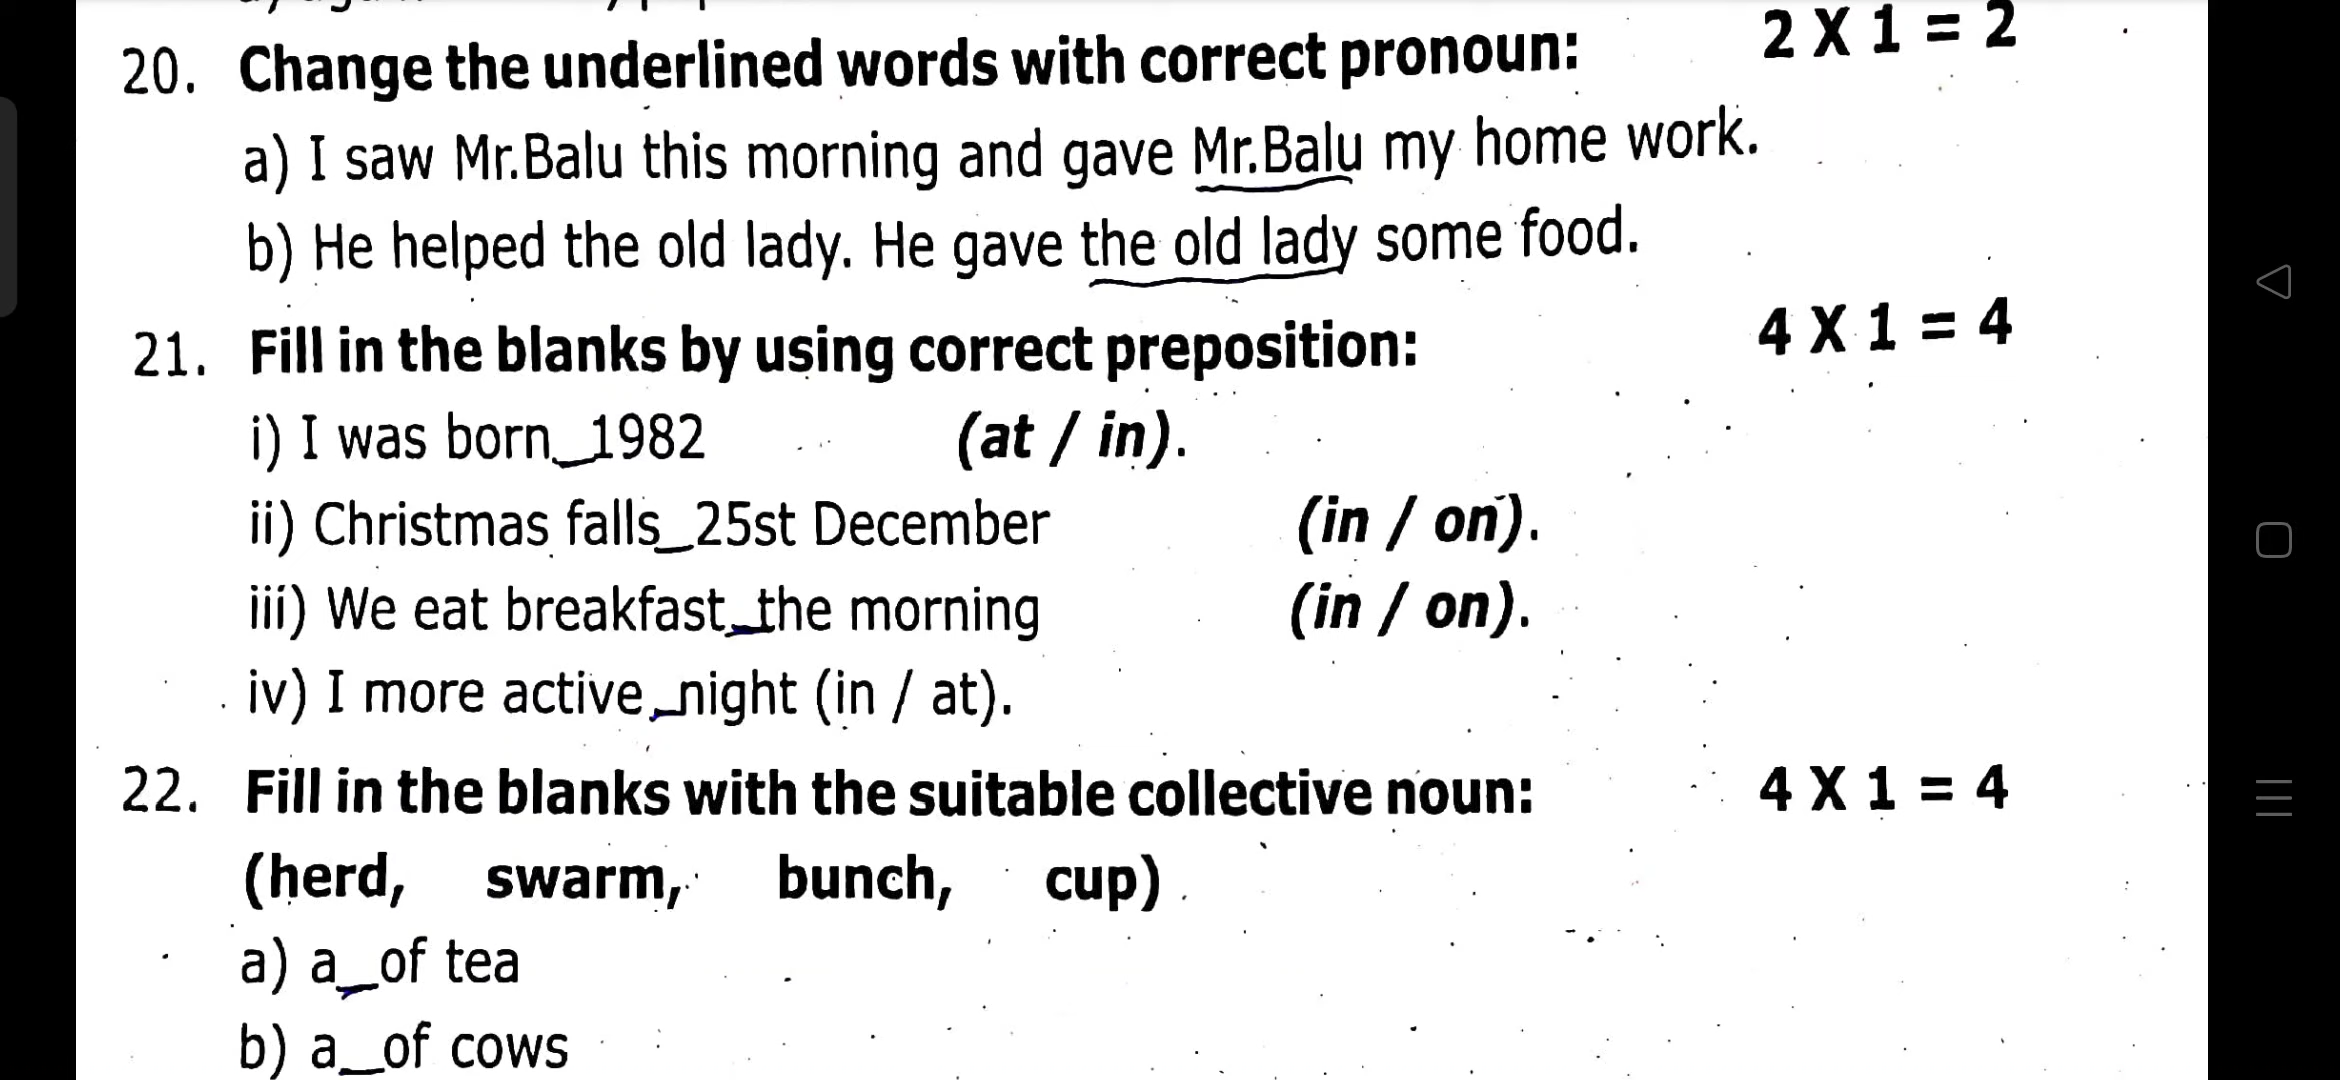 20. Change the underlined words with correct pronoun: 2 X 1 = 2
a) I saw Mr.Balu this morning and gave Mr.Balu my home work.
b) He helped the old lady. He gave the old lady some food.
21. Fill in the blanks by using correct preposition: 4 X 1 = 4
i) I was born_1982 (at / in).
ii) Christmas falls_25st December (in / on).
iii) We eat breakfast_the morning (in / on).
iv) I more active_night (in / at).
22. Fill in the blanks with the suitable collective noun: 4 X 1 = 4
(herd, swarm, bunch, cup)
a) a_of tea
b) a_of cows